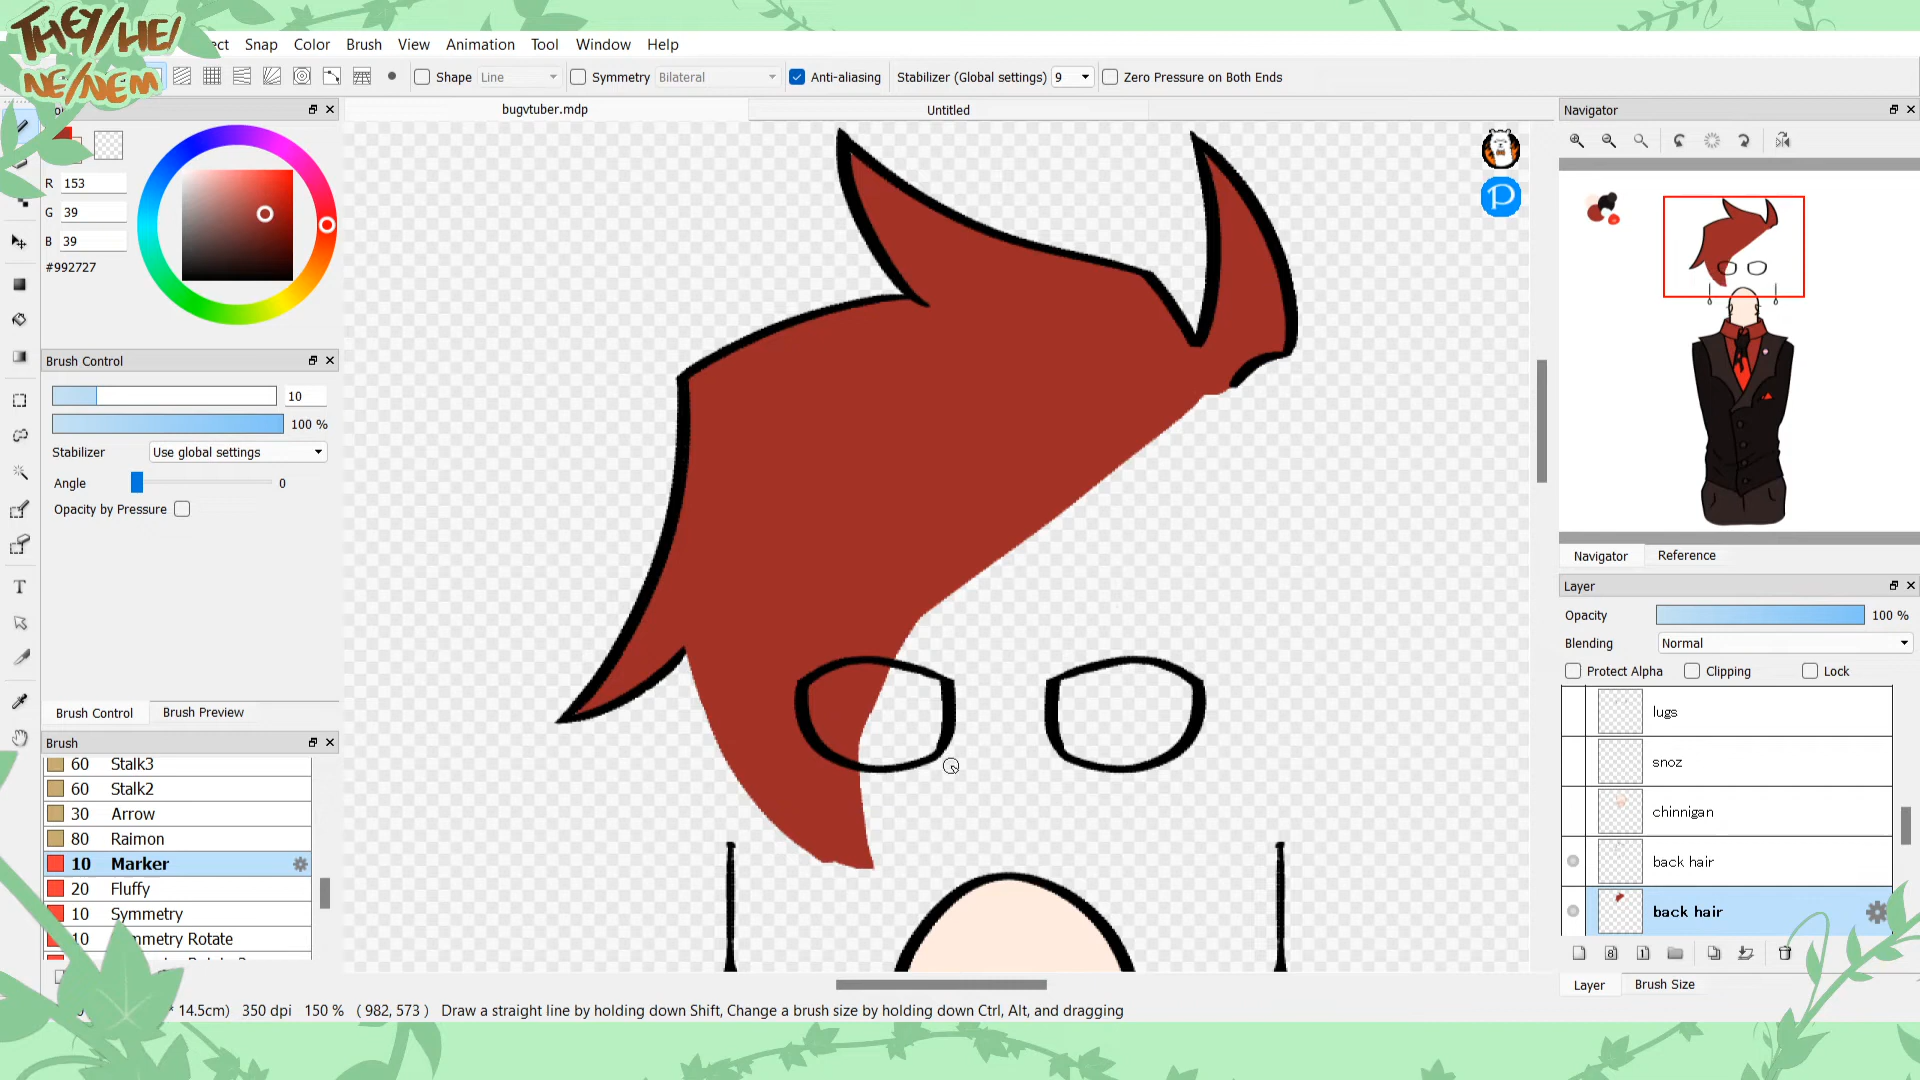 THEY/HE/
NE/NEM
ect Snap Color Brush View Animation Tool Window Help
Shape Line Symmetry Bilateral Anti-aliasing Stabilizer (Global settings) 9 Zero Pressure on Both Ends
bugvtuber.mdp Untitled
R 153
G 39
B 39
#992727
Brush Control
10
100 %
Stabilizer Use global settings
Angle 0
Opacity by Pressure
Brush Control Brush Preview
Brush
60 Stalk3
60 Stalk2
30 Arrow
80 Raimon
10 Marker
20 Fluffy
10 Symmetry
10 mmetry Rotate
Navigator
Navigator Reference
Layer
Opacity 100 %
Blending Normal
Protect Alpha Clipping Lock
lugs
snoz
chinnigan
back hair
back hair
Layer Brush Size
* 14.5cm) 350 dpi 150 % ( 982, 573 ) Draw a straight line by holding down Shift, Change a brush size by holding down Ctrl, Alt, and dragging